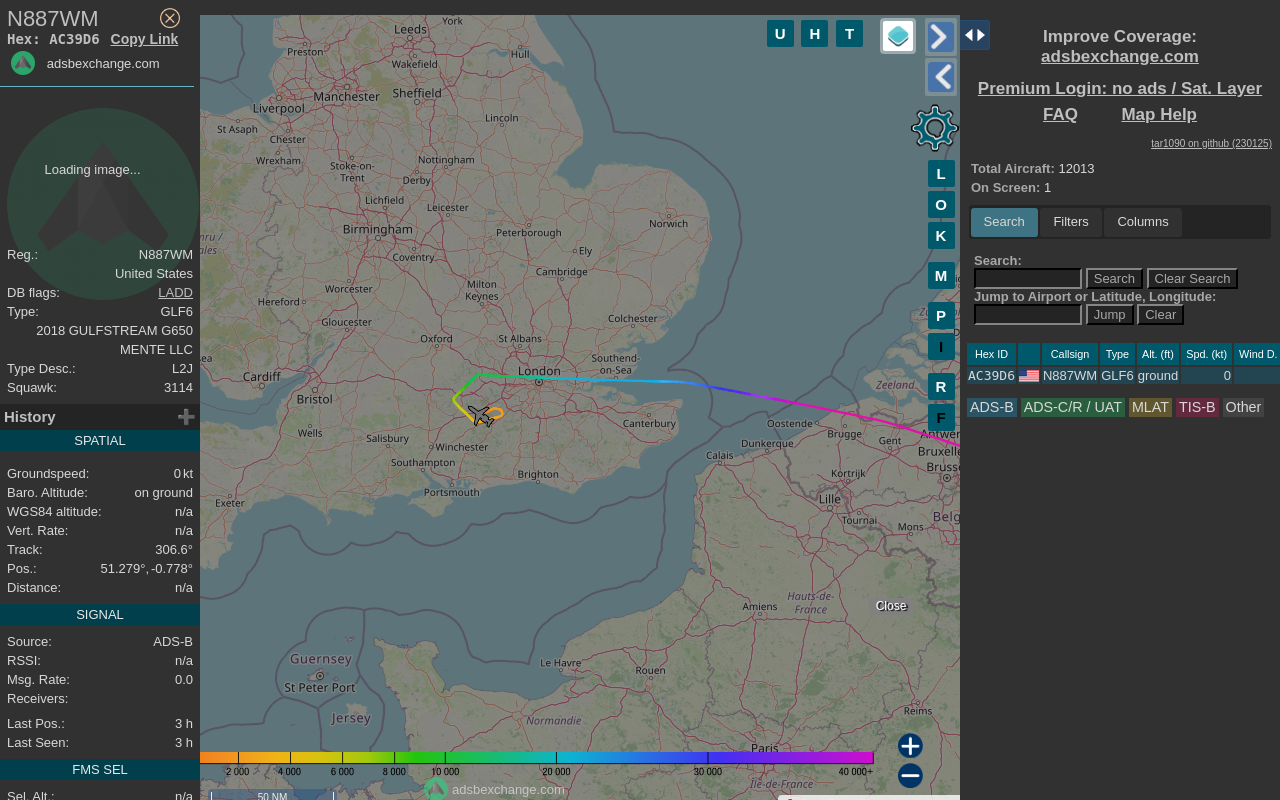 N887WM
Hex: AC39D6 Copy Link
adsbexchange.com
Loading image...
Reg.: N887WM
United States
DB flags: LADD
Type: GLF6
2018 GULFSTREAM G650
MENTE LLC
Type Desc.: L2J
Squawk: 3114
History
SPATIAL
Groundspeed: 0 kt
Baro. Altitude: on ground
WGS84 altitude: n/a
Vert. Rate: n/a
Track: 306.6°
Pos.: 51.279°, -0.778°
Distance: n/a
SIGNAL
Source: ADS-B
RSSI: n/a
Msg. Rate: 0.0
Receivers:
Last Pos.: 3 h
Last Seen: 3 h
FMS SEL
Sel. Alt.: n/a
York
Leeds
Preston
Wakefield
Hull
Manchester
Sheffield
Liverpool
Lincoln
St Asaph
Chester
Wrexham
Stoke-on-
Trent
Nottingham
Derby
Lichfield
Leicester
Norwich
Birmingham
Peterborough
Coventry
Ely
Cambridge
Worcester
Milton
Keynes
Hereford
Gloucester
Colchester
Oxford
St Albans
Southend-
on-Sea
London
Cardiff
Bristol
Zeeland
Canterbury
Oostende
Wells
Salisbury
Winchester
Brugge
Gent
Antwer
Dunkerque
Calais
Bruxelle
Brusse
Southampton
Brighton
Kortrijk
Portsmouth
Exeter
Lille
Tournai
Mons
Belg
Amiens
Hauts-de-
France
Close
Guernsey
St Peter Port
Le Havre
Rouen
Jersey
Normandie
Reims
Paris
Île-de-France
2 000 4 000 6 000 8 000 10 000 20 000 30 000 40 000+
adsbexchange.com
50 NM
U H T
L
O
K
M
P
I
R
F
Improve Coverage:
adsbexchange.com
Premium Login: no ads / Sat. Layer
FAQ Map Help
tar1090 on github (230125)
Total Aircraft: 12013
On Screen: 1
Search Filters Columns
Search:
Search Clear Search
Jump to Airport or Latitude, Longitude:
Jump Clear
Hex ID Callsign Type Alt. (ft) Spd. (kt) Wind D.
AC39D6 N887WM GLF6 ground 0
ADS-B ADS-C/R / UAT MLAT TIS-B Other